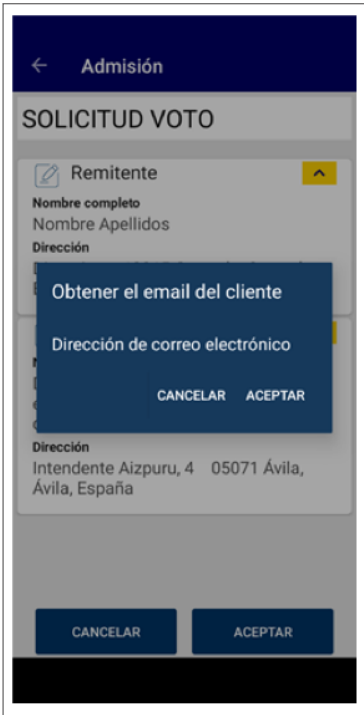 Admisión
SOLICITUD VOTO
Remitente
Nombre completo
Nombre Apellidos
Dirección
Obtener el email del cliente
Dirección de correo electrónico
CANCELAR ACEPTAR
Dirección
Intendente Aizpuru, 4 05071 Ávila,
Ávila, España
CANCELAR ACEPTAR